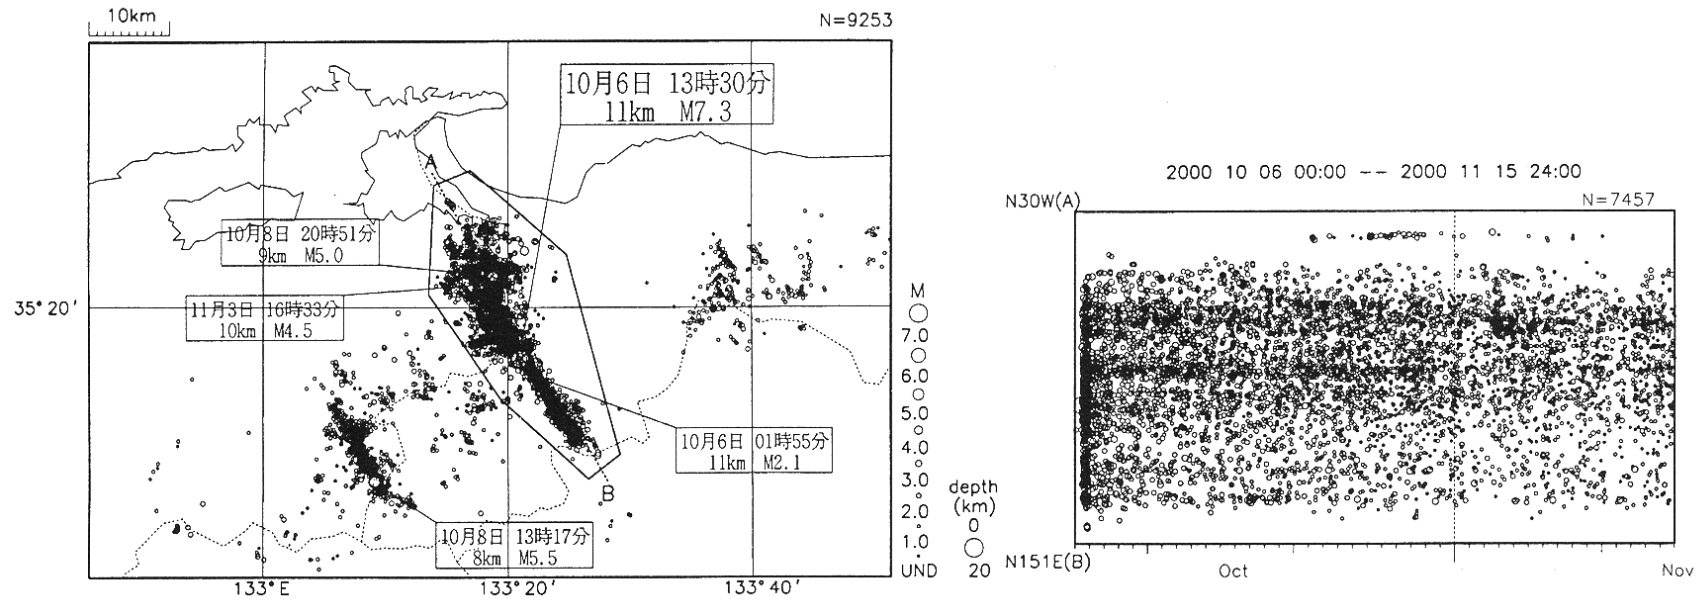 10km
N=9253
10月6日 13時30分
11km M7.3
A
10月8日 20時51分
9km M5.0
35°20′
11月3日 16時33分
10km M4.5
10月6日 01時55分
11km M2.1
B
10月8日 13時17分
8km M5.5
133°E
133°20′
133°40′
M
7.0
6.0
5.0
4.0
3.0
2.0
1.0
UND
depth
(km)
0
20
2000 10 06 00:00 -- 2000 11 15 24:00
N30W(A)
N=7457
N151E(B)
Oct
Nov